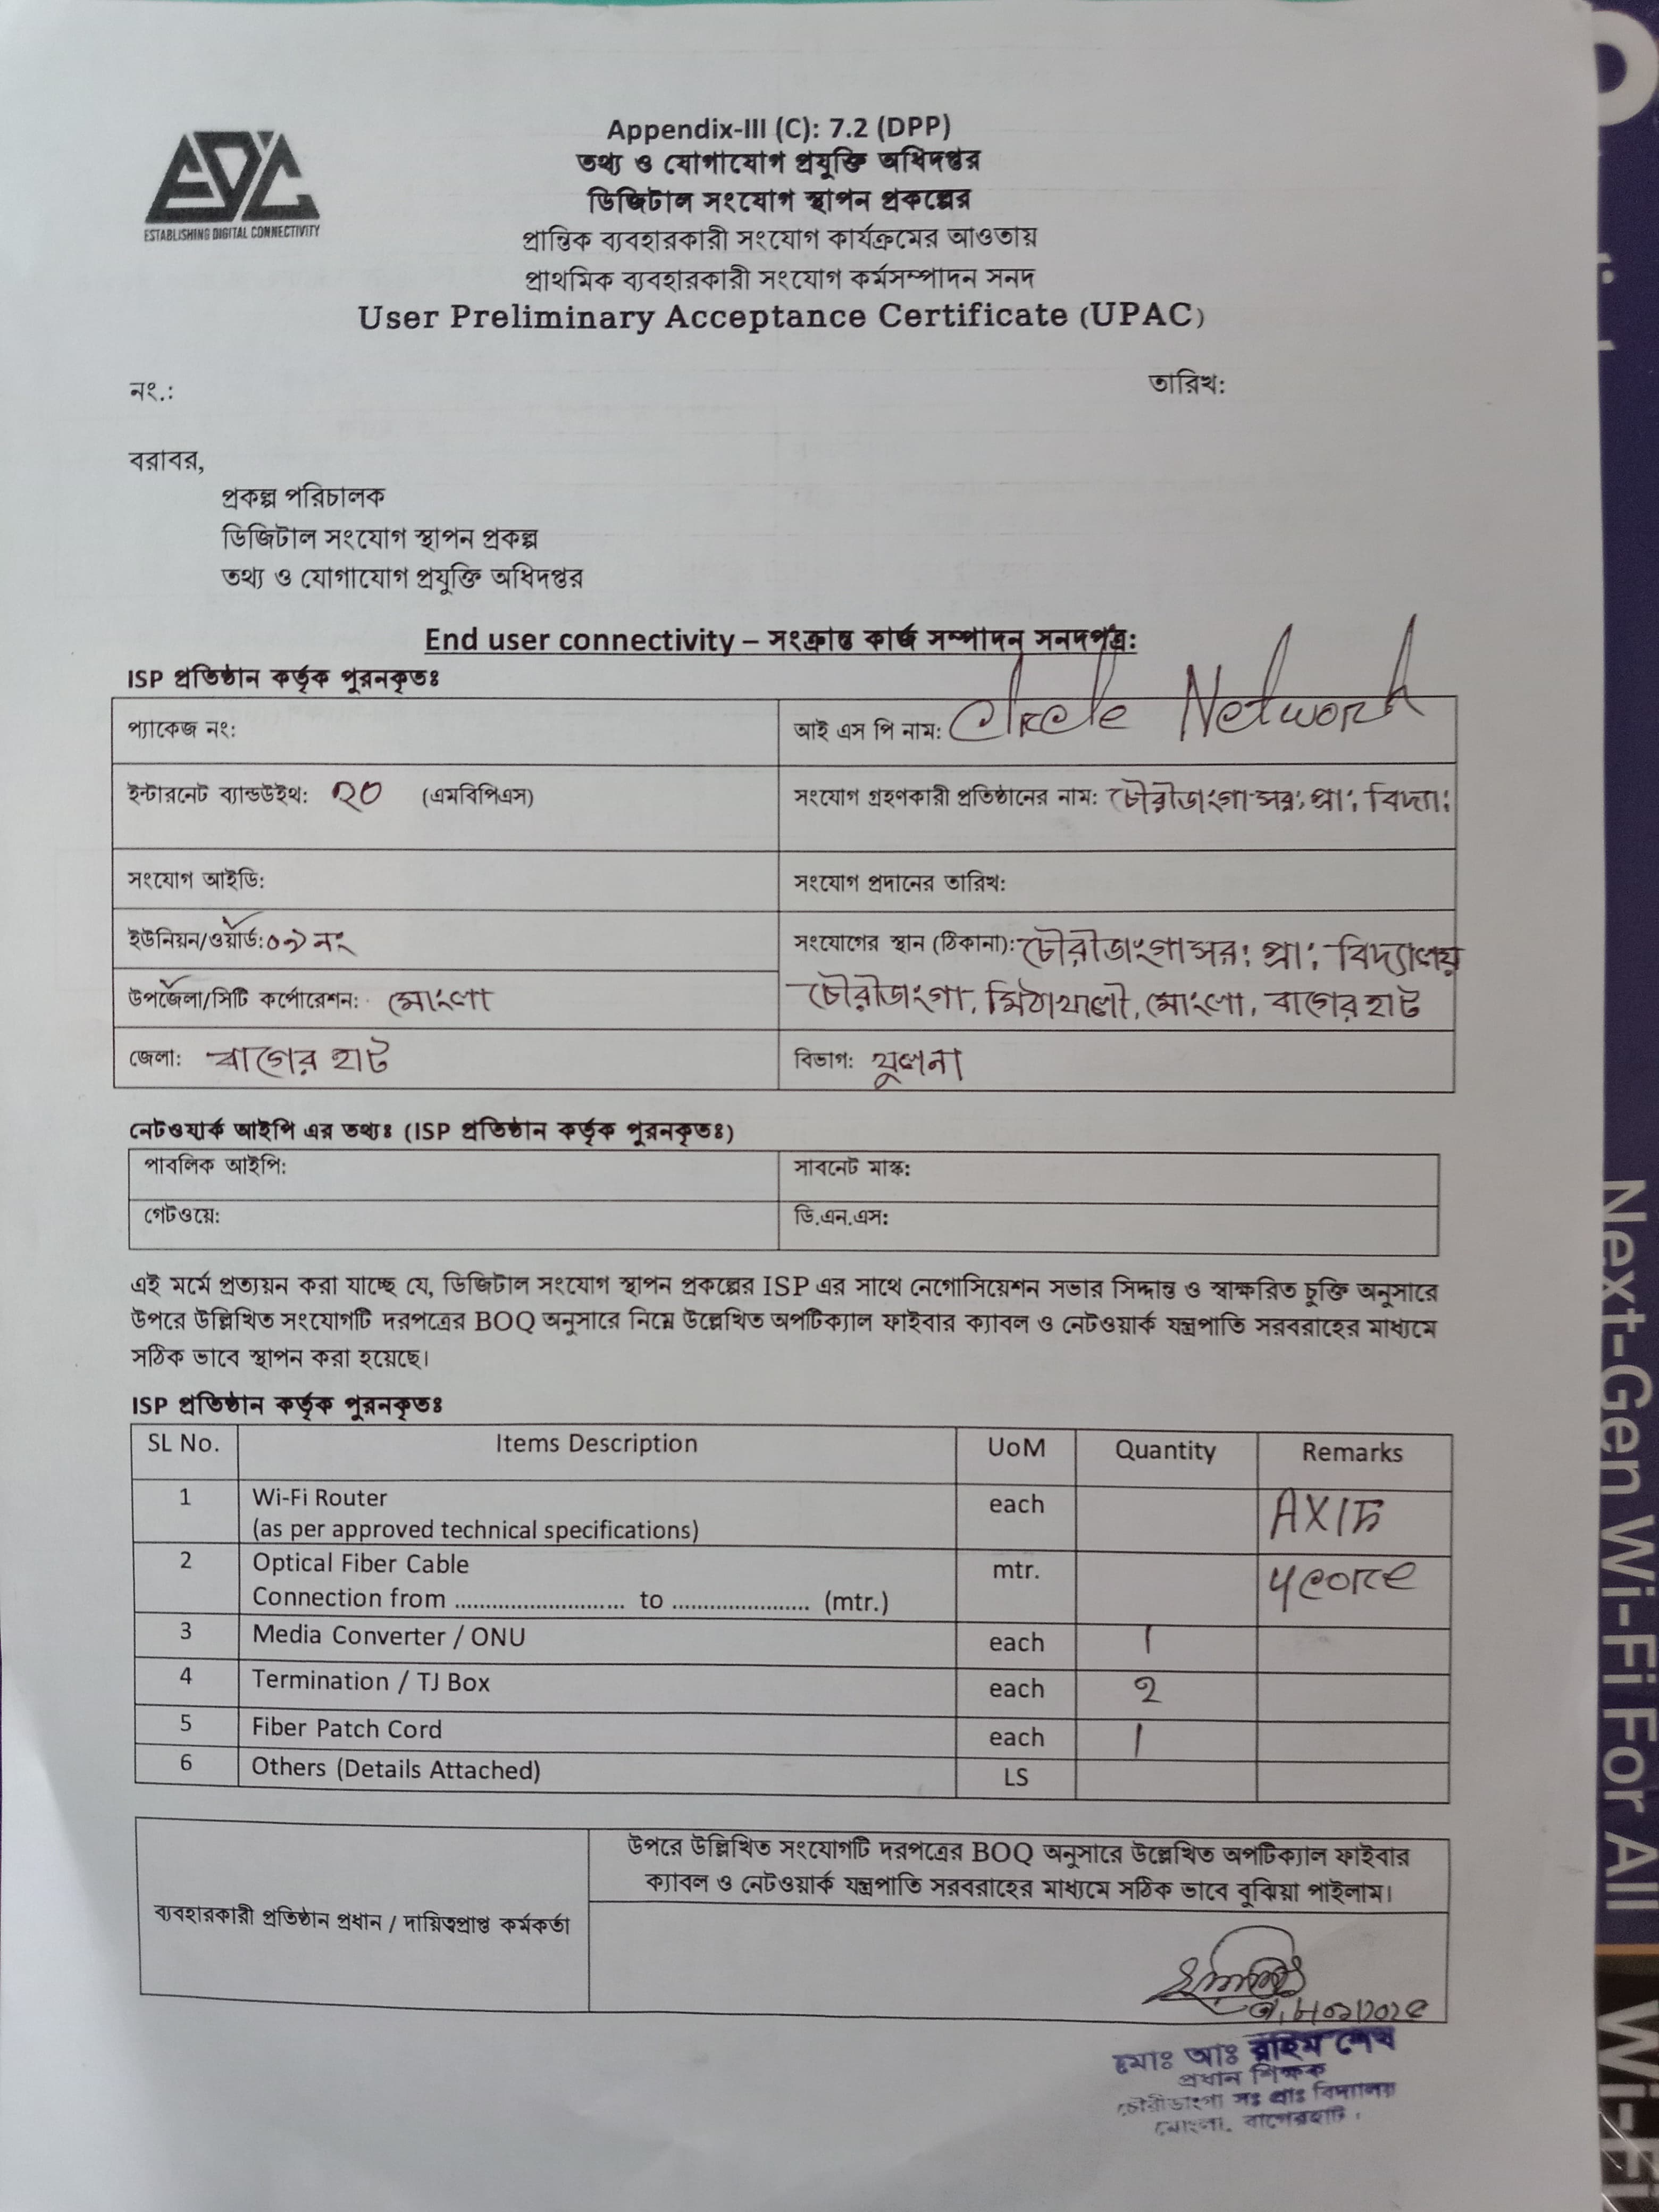 EDC
ESTABLISHING DIGITAL CONNECTIVITY
Appendix-III (C): 7.2 (DPP)
তথ্য ও যোগাযোগ প্রযুক্তি অধিদপ্তর
ডিজিটাল সংযোগ স্থাপন প্রকল্পের
প্রান্তিক ব্যবহারকারী সংযোগ কার্যক্রমের আওতায়
প্রাথমিক ব্যবহারকারী সংযোগ কর্মসম্পাদন সনদ
User Preliminary Acceptance Certificate (UPAC)
নং.: তারিখ:
বরাবর,
প্রকল্প পরিচালক
ডিজিটাল সংযোগ স্থাপন প্রকল্প
তথ্য ও যোগাযোগ প্রযুক্তি অধিদপ্তর
End user connectivity – সংক্রান্ত কার্য সম্পাদন সনদপত্র:
ISP প্রতিষ্ঠান কর্তৃক পুরনকৃতঃ
প্যাকেজ নং: আই এস পি নাম: Circle Network
ইন্টারনেট ব্যান্ডউইথ: ২০ (এমবিপিএস) সংযোগ গ্রহণকারী প্রতিষ্ঠানের নাম: চৌরীডাংগা সর: প্রা: বিদ্যা:
সংযোগ আইডি: সংযোগ প্রদানের তারিখ:
ইউনিয়ন/ওয়ার্ড: নং সংযোগের স্থান (ঠিকানা): চৌরীডাংগা সর: প্রা: বিদ্যালয়
উপজেলা/সিটি কর্পোরেশন: মোংলা চৌরীডাংগা, মিঠাখালী, মোংলা, বাগেরহাট
জেলা: বাগেরহাট বিভাগ: খুলনা
নেটওয়ার্ক আইপি এর তথ্যঃ (ISP প্রতিষ্ঠান কর্তৃক পুরনকৃতঃ)
পাবলিক আইপি: সাবনেট মাস্ক:
গেটওয়ে: ডি.এন.এস:
এই মর্মে প্রত্যয়ন করা যাচ্ছে যে, ডিজিটাল সংযোগ স্থাপন প্রকল্পের ISP এর সাথে নেগোসিয়েশন সভার সিদ্দান্ত ও স্বাক্ষরিত চুক্তি অনুসারে
উপরে উল্লিখিত সংযোগটি দরপত্রের BOQ অনুসারে নিম্নে উল্লেখিত অপটিক্যাল ফাইবার ক্যাবল ও নেটওয়ার্ক যন্ত্রপাতি সরবরাহের মাধ্যমে
সঠিক ভাবে স্থাপন করা হয়েছে।
ISP প্রতিষ্ঠান কর্তৃক পুরনকৃতঃ
SL No. Items Description UoM Quantity Remarks
1 Wi-Fi Router each
(as per approved technical specifications)
2 Optical Fiber Cable mtr. 4 core
Connection from ............................ to ...................... (mtr.)
3 Media Converter / ONU each 1
4 Termination / TJ Box each 2
5 Fiber Patch Cord each 1
6 Others (Details Attached) LS
উপরে উল্লিখিত সংযোগটি দরপত্রের BOQ অনুসারে উল্লেখিত অপটিক্যাল ফাইবার
ক্যাবল ও নেটওয়ার্ক যন্ত্রপাতি সরবরাহের মাধ্যমে সঠিক ভাবে বুঝিয়া পাইলাম।
ব্যবহারকারী প্রতিষ্ঠান প্রধান / দায়িত্বপ্রাপ্ত কর্মকর্তা
মোঃ আঃ রহিম শেখ
প্রধান শিক্ষক
চৌরীডাংগা সঃ প্রাঃ বিদ্যালয়
মোংলা, বাগেরহাট।
Next-Gen Wi-Fi For All
Wi-Fi